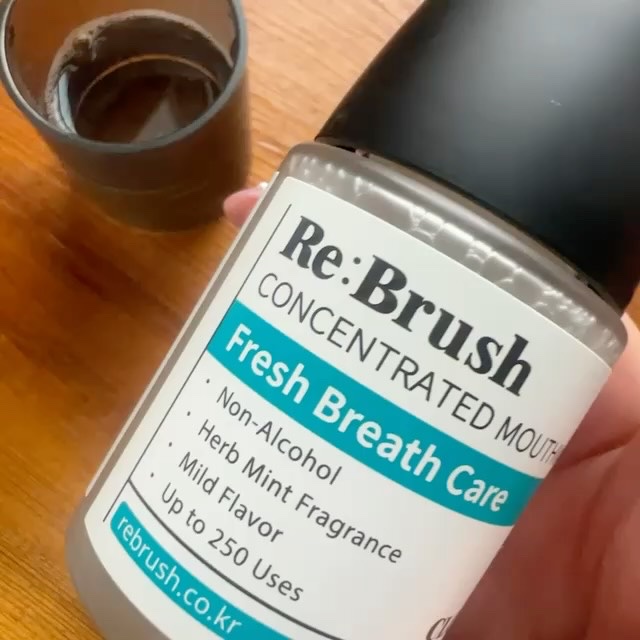 Re:Brush
CONCENTRATED
Fresh Breath Care
· Non-Alcohol
· Herb Mint Fragrance
· Mild Flavor
· Up to 250 Uses
rebrush.co.kr